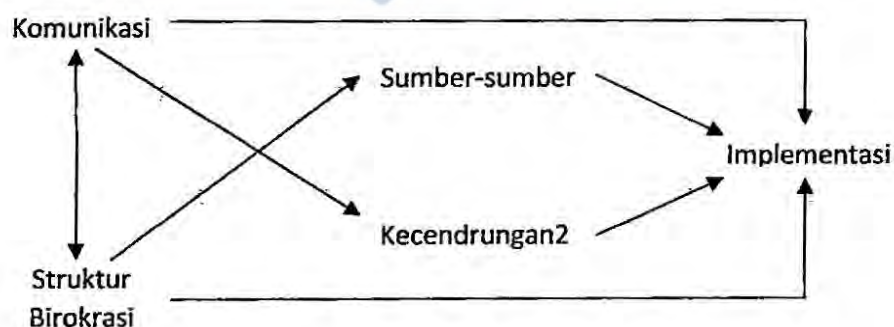 Komunikasi
Sumber-sumber
Implementasi
Kecendrungan2
Struktur
Birokrasi